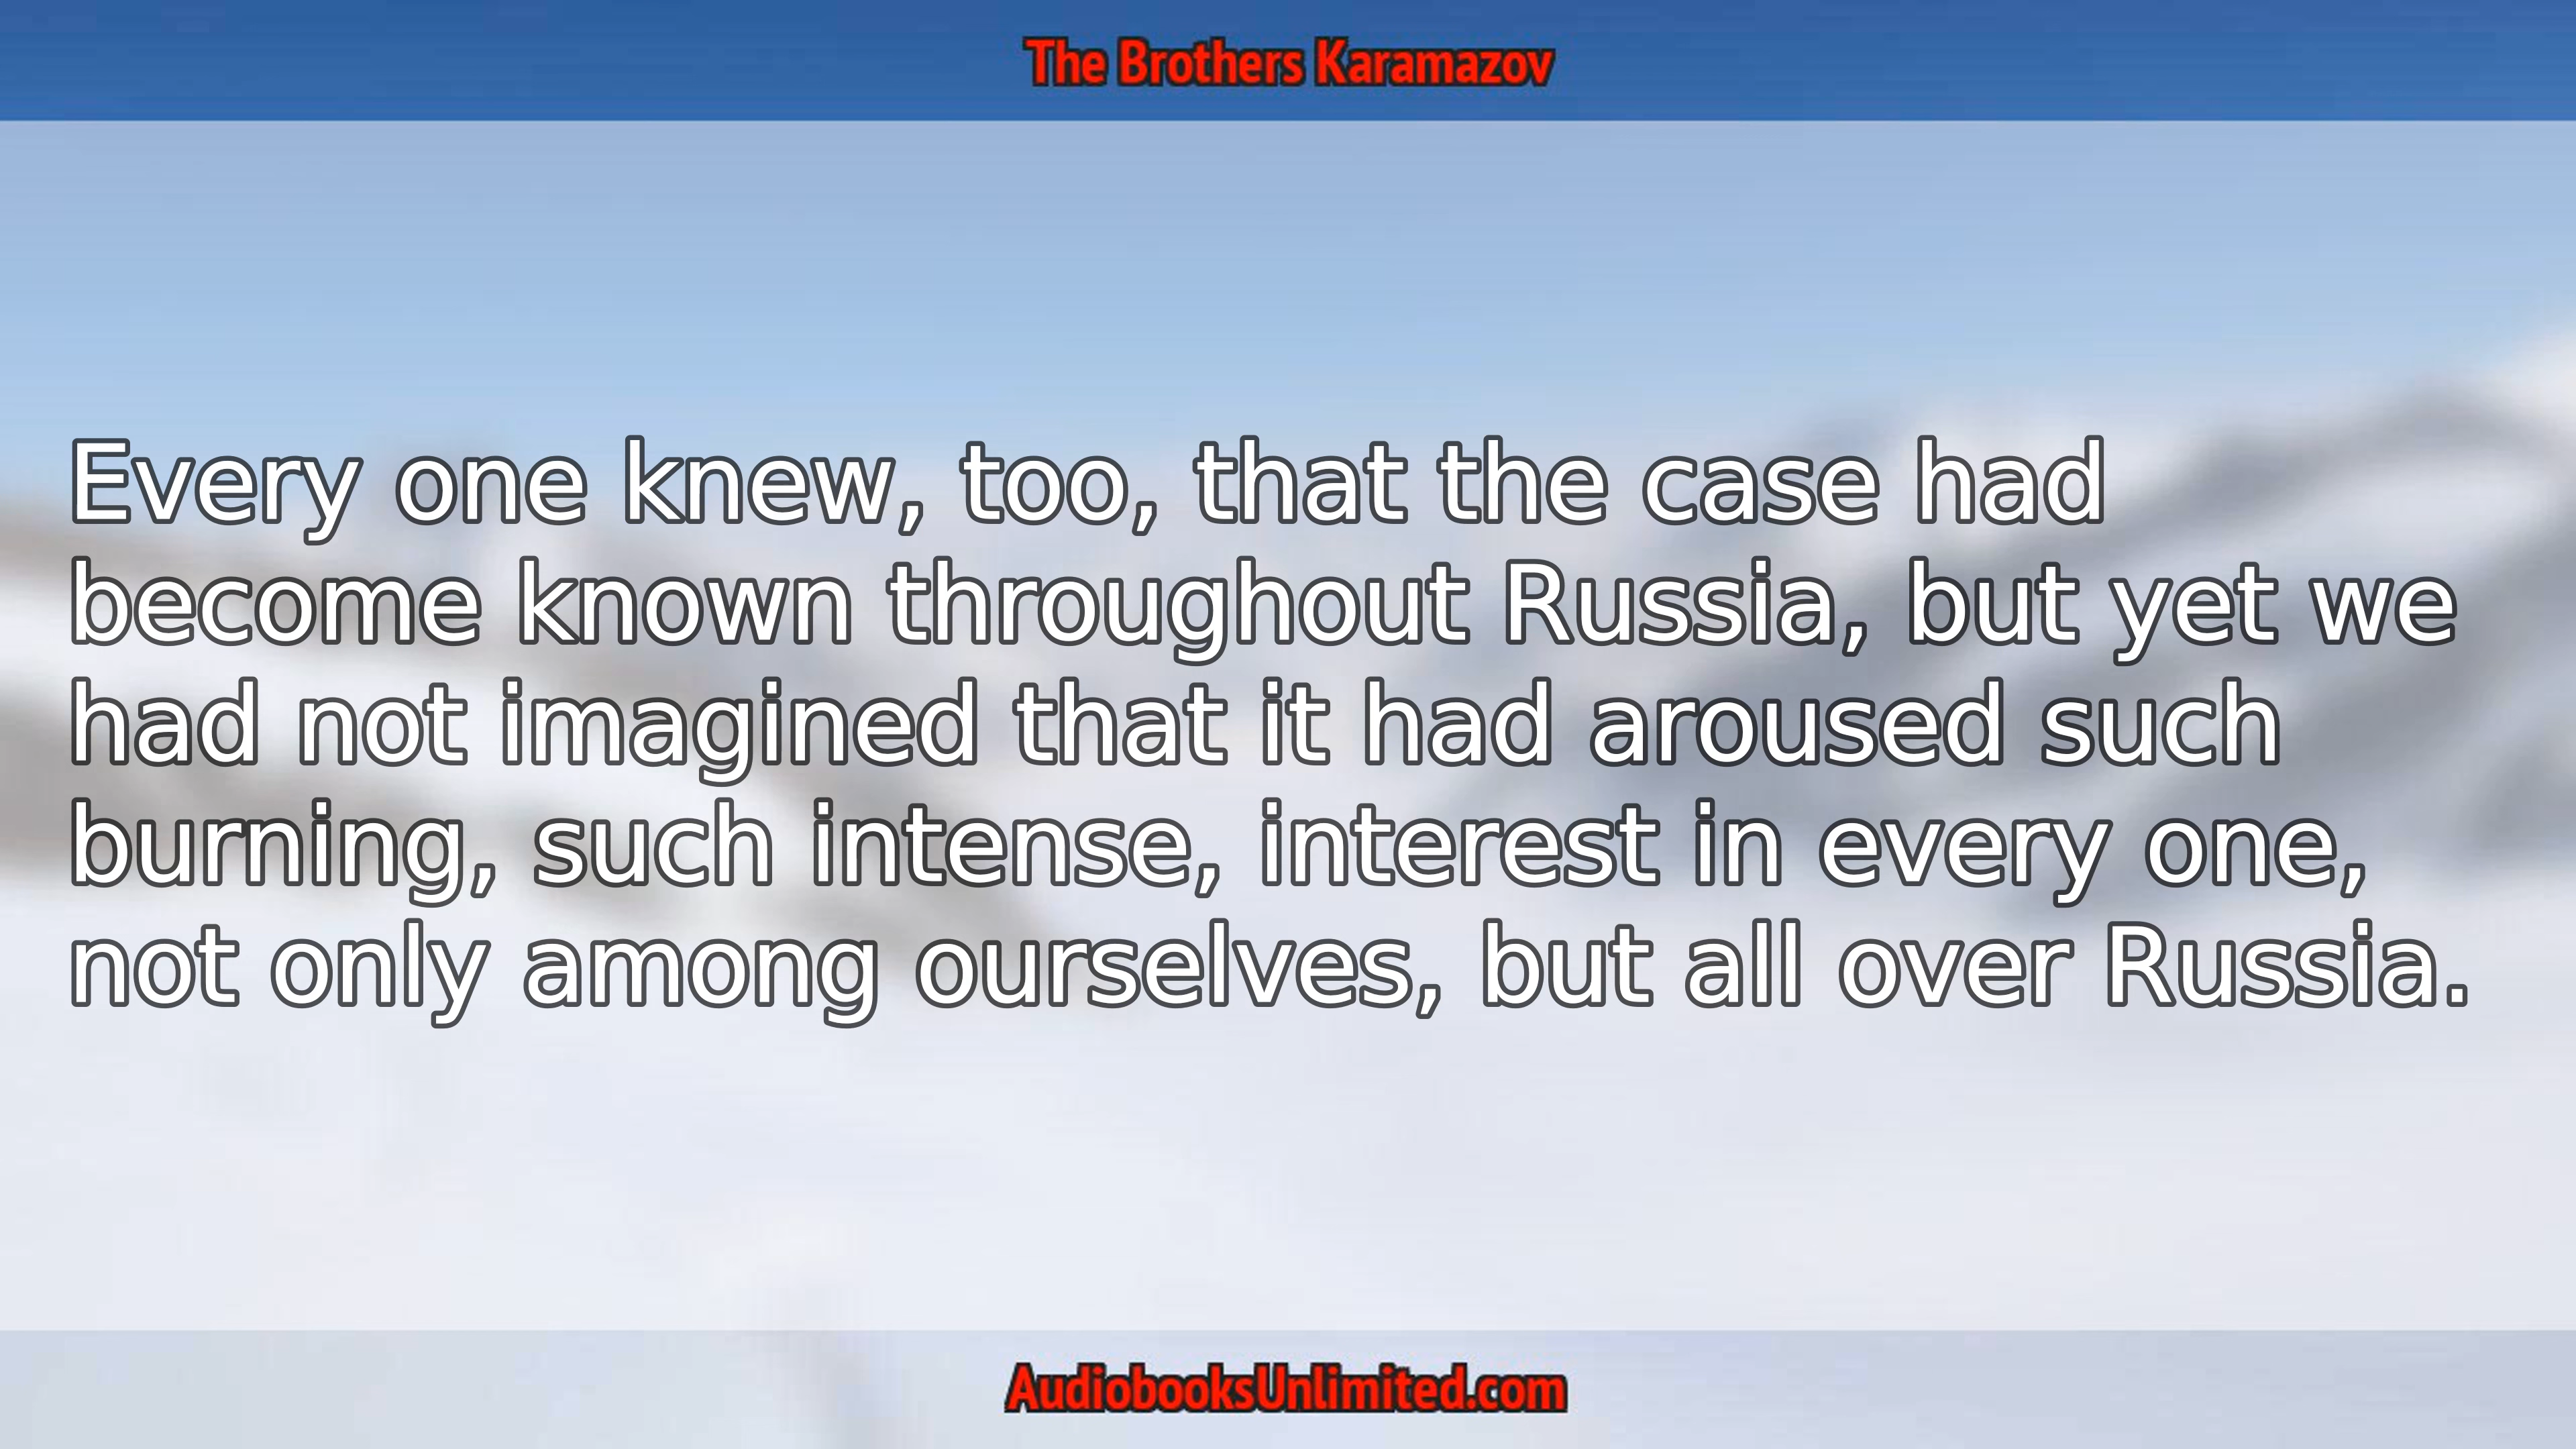 The Brothers Karamazov
Every one knew, too, that the case had
become known throughout Russia, but yet we
had not imagined that it had aroused such
burning, such intense, interest in every one,
not only among ourselves, but all over Russia.
AudiobooksUnlimited.com